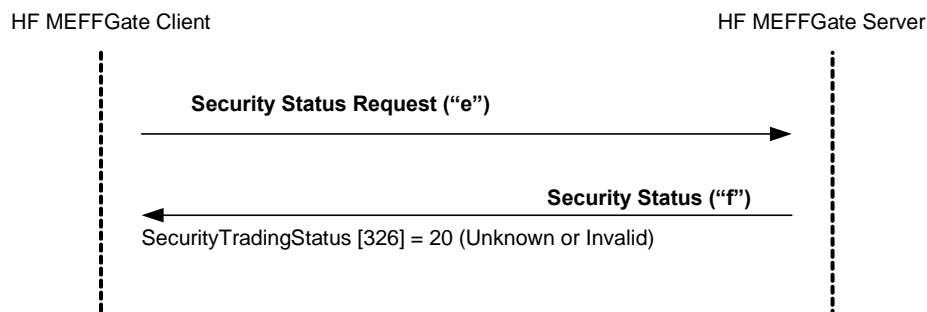 HF MEFFGate Client
HF MEFFGate Server
Security Status Request (“e”)
Security Status (“f”)
SecurityTradingStatus [326] = 20 (Unknown or Invalid)